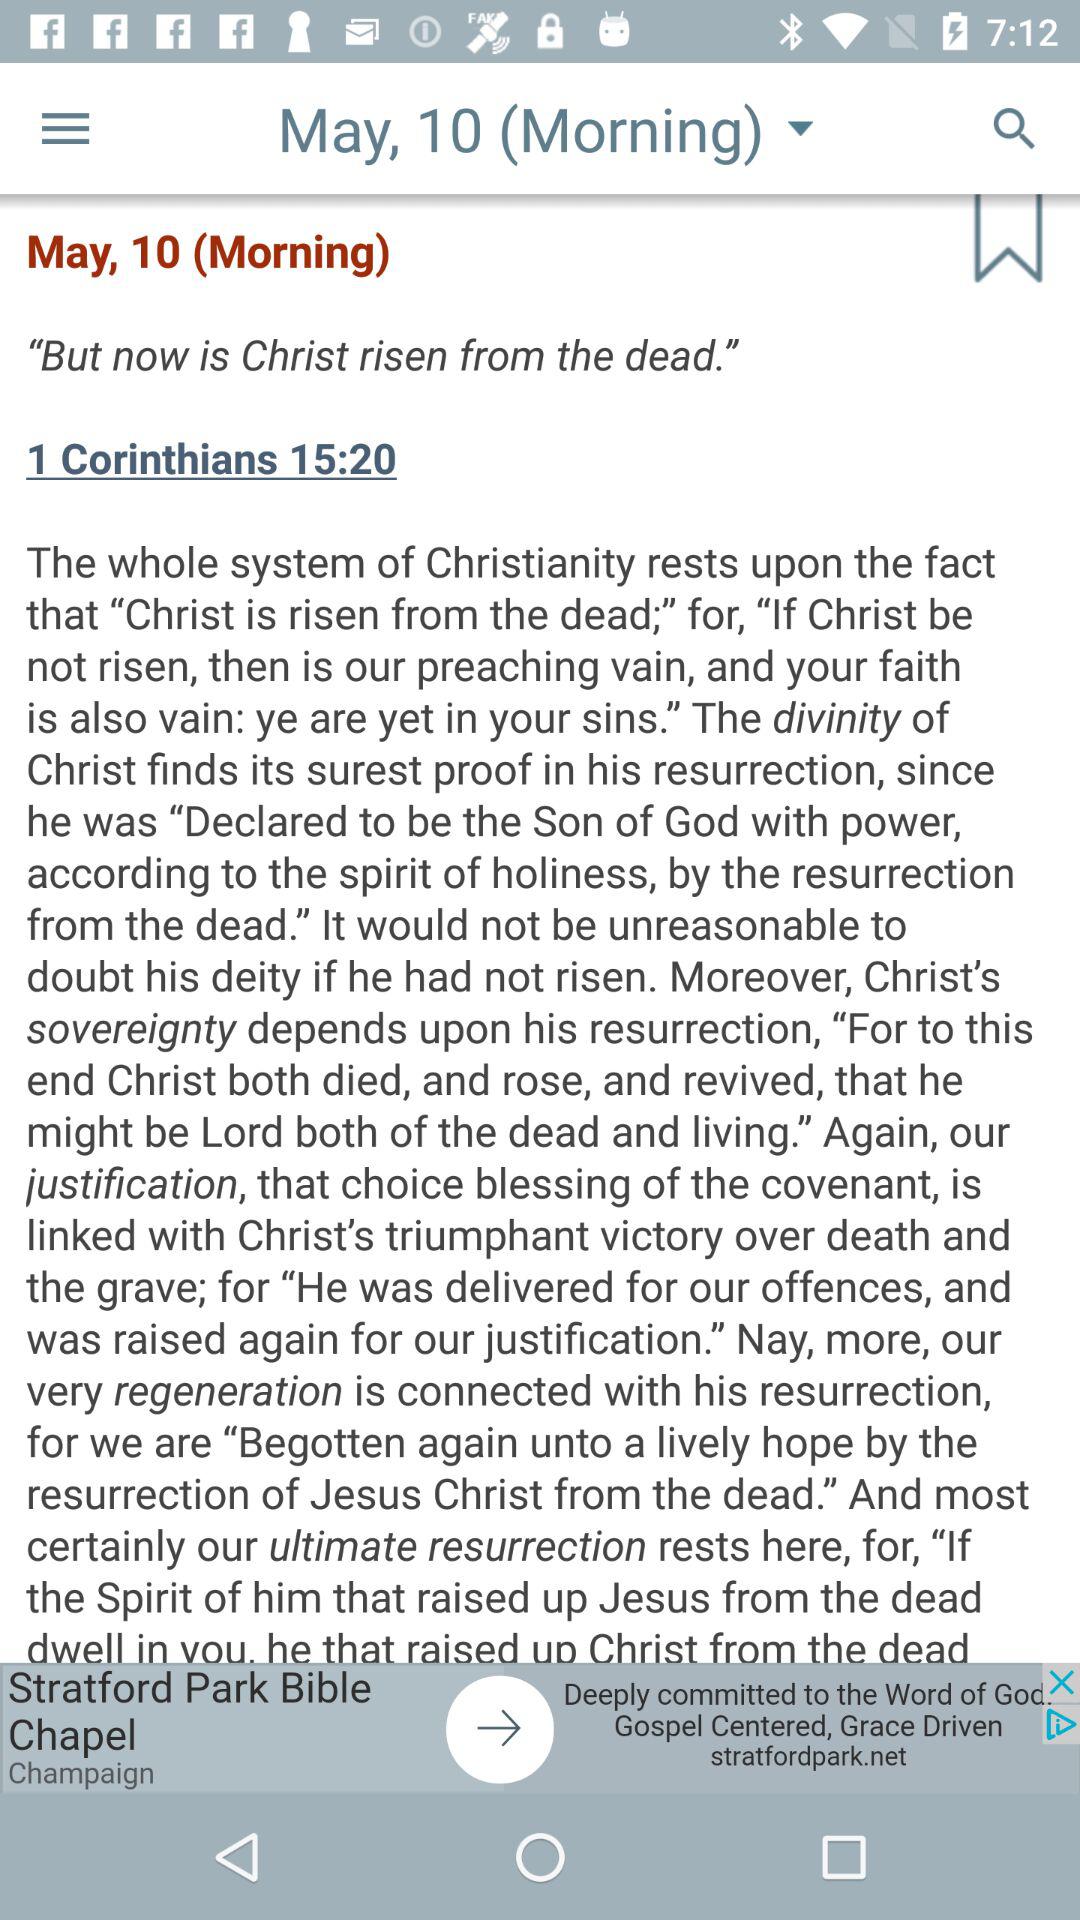 FAKE
7:12
May, 10 (Morning)
May, 10 (Morning)
“But now is Christ risen from the dead.”
1 Corinthians 15:20
The whole system of Christianity rests upon the fact
that “Christ is risen from the dead;” for, “If Christ be
not risen, then is our preaching vain, and your faith
is also vain: ye are yet in your sins.” The divinity of
Christ finds its surest proof in his resurrection, since
he was “Declared to be the Son of God with power,
according to the spirit of holiness, by the resurrection
from the dead.” It would not be unreasonable to
doubt his deity if he had not risen. Moreover, Christ’s
sovereignty depends upon his resurrection, “For to this
end Christ both died, and rose, and revived, that he
might be Lord both of the dead and living.” Again, our
justification, that choice blessing of the covenant, is
linked with Christ’s triumphant victory over death and
the grave; for “He was delivered for our offences, and
was raised again for our justification.” Nay, more, our
very regeneration is connected with his resurrection,
for we are “Begotten again unto a lively hope by the
resurrection of Jesus Christ from the dead.” And most
certainly our ultimate resurrection rests here, for, “If
the Spirit of him that raised up Jesus from the dead
dwell in you, he that raised up Christ from the dead
Stratford Park Bible
Chapel
Champaign
Deeply committed to the Word of God.
Gospel Centered, Grace Driven
stratfordpark.net